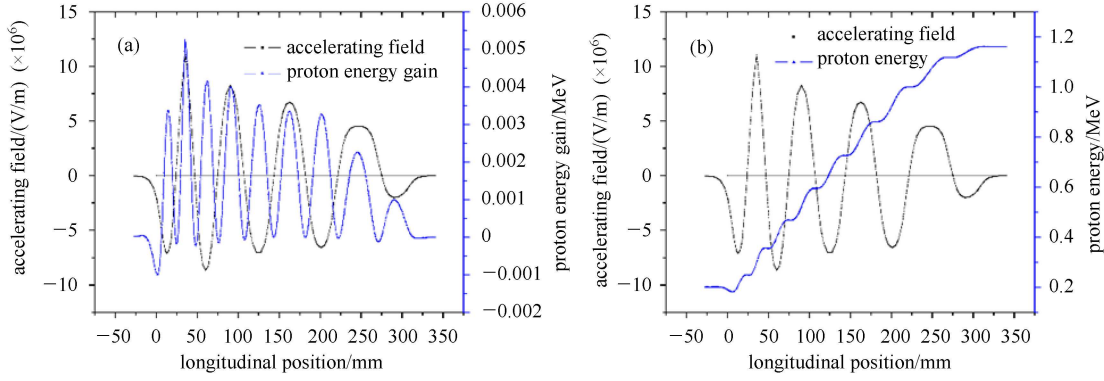 (a)
accelerating field
proton energy gain
accelerating field/(V/m) (×10⁶)
15
10
5
0
−5
−10
−50 0 50 100 150 200 250 300 350
longitudinal position/mm
0.006
0.005
0.004
0.003
0.002
0.001
0
−0.001
−0.002
proton energy gain/MeV
(b)
accelerating field
proton energy
accelerating field/(V/m) (×10⁶)
15
10
5
0
−5
−10
−50 0 50 100 150 200 250 300 350
longitudinal position/mm
1.2
1.0
0.8
0.6
0.4
0.2
proton energy/MeV